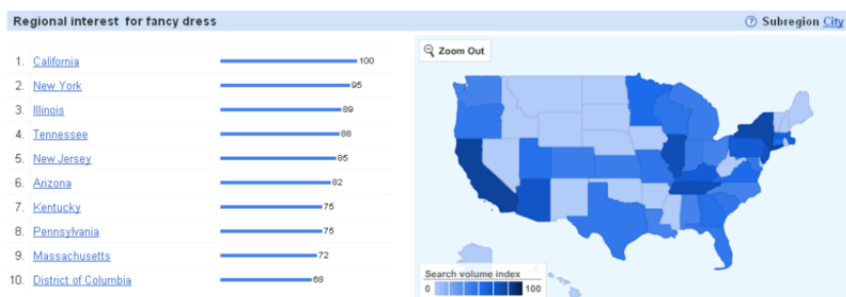 Regional interest for fancy dress
Subregion City
1. California 100
2. New York 95
3. Illinois 89
4. Tennessee 88
5. New Jersey 85
6. Arizona 82
7. Kentucky 75
8. Pennsylvania 75
9. Massachusetts 72
10. District of Columbia 68
Zoom Out
Search volume index
0 100